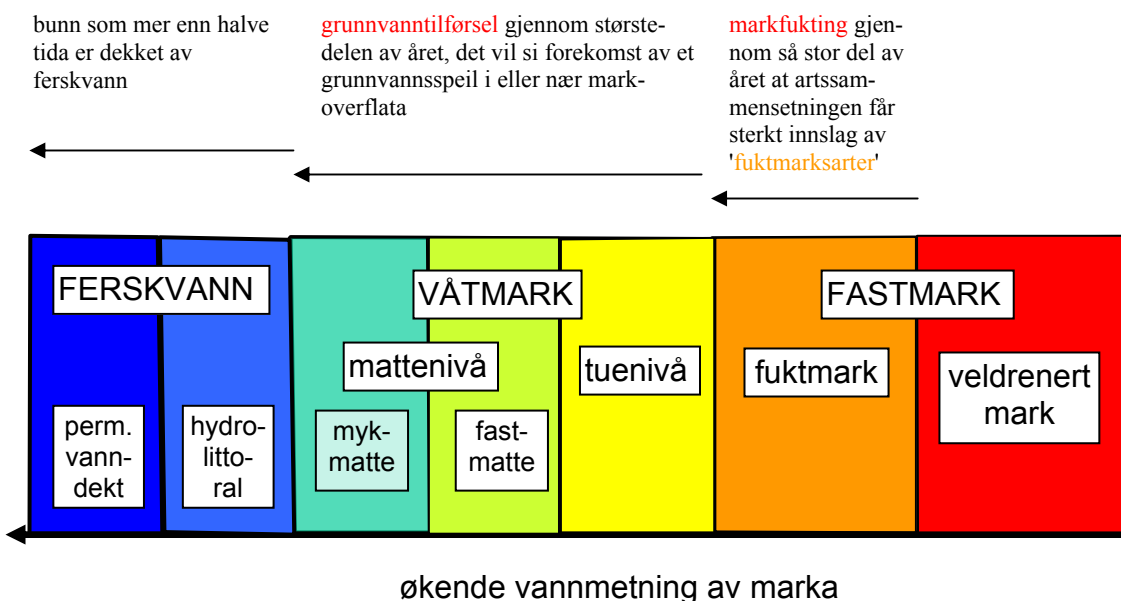 bunn som mer enn halve
tida er dekket av
ferskvann
grunnvanntilførsel gjennom største-
delen av året, det vil si forekomst av et
grunnvannsspeil i eller nær mark-
overflata
markfukting gjen-
nom så stor del av
året at artssam-
mensetningen får
sterkt innslag av
'fuktmarksarter'
FERSKVANN
VÅTMARK
FASTMARK
mattenivå
tuenivå
fuktmark
veldrenert
mark
perm.
vann-
dekt
hydro-
litto-
ral
myk-
matte
fast-
matte
økende vannmetning av marka